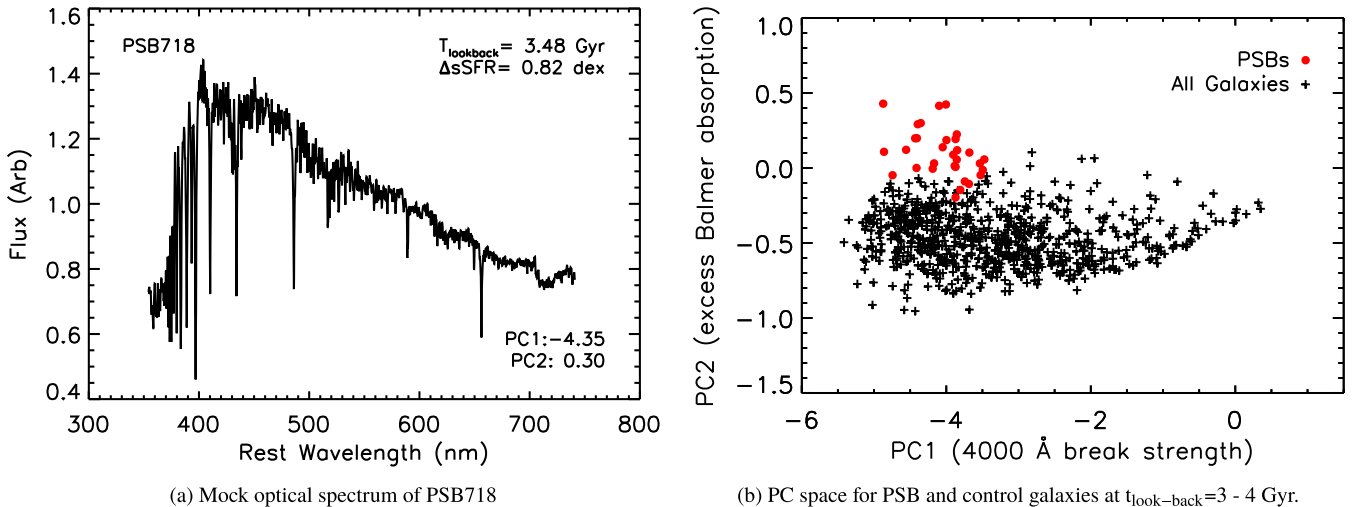 PSB718
T_lookback= 3.48 Gyr
ΔsSFR= 0.82 dex
PC1:−4.35
PC2: 0.30
1.6
1.4
1.2
1.0
0.8
0.6
0.4
Flux (Arb)
300 400 500 600 700 800
Rest Wavelength (nm)
(a) Mock optical spectrum of PSB718
PSBs
All Galaxies
1.0
0.5
0.0
−0.5
−1.0
−1.5
PC2 (excess Balmer absorption)
−6 −4 −2 0
PC1 (4000 Å break strength)
(b) PC space for PSB and control galaxies at t_look−back=3 - 4 Gyr.